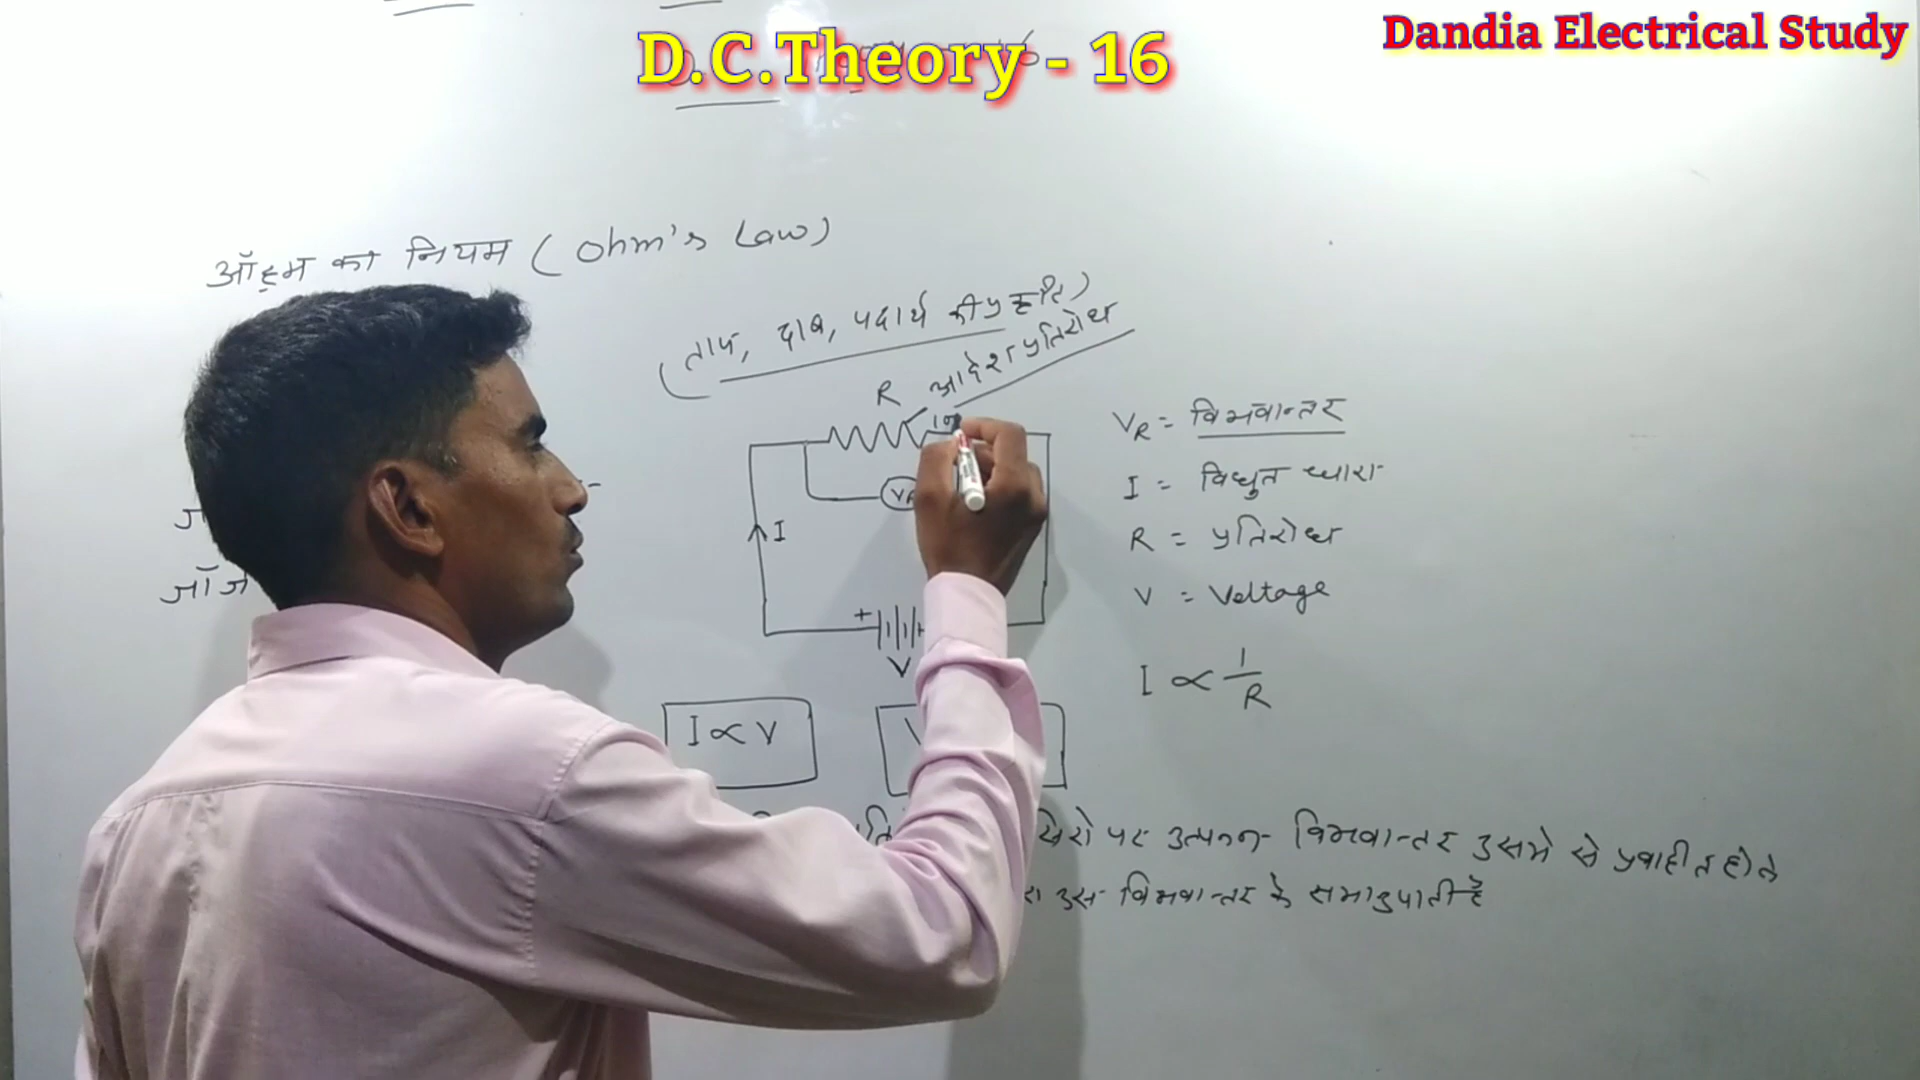 D.C.Theory - 16
Dandia Electrical Study
ऑह्म का नियम (Ohm's Law)
(ताप, दाब, पदार्थ की प्रकृति)
आदेश प्रतिरोध
R
10
I
+
V
VR = विभवान्तर
I = विधुत धारा
R = प्रतिरोध
V = Voltage
I ∝ 1/R
I ∝ V
V
सिरो पर उत्पन्न विभवान्तर उसमे से प्रवाहीत होने
उस विभवान्तर के समानुपाती है